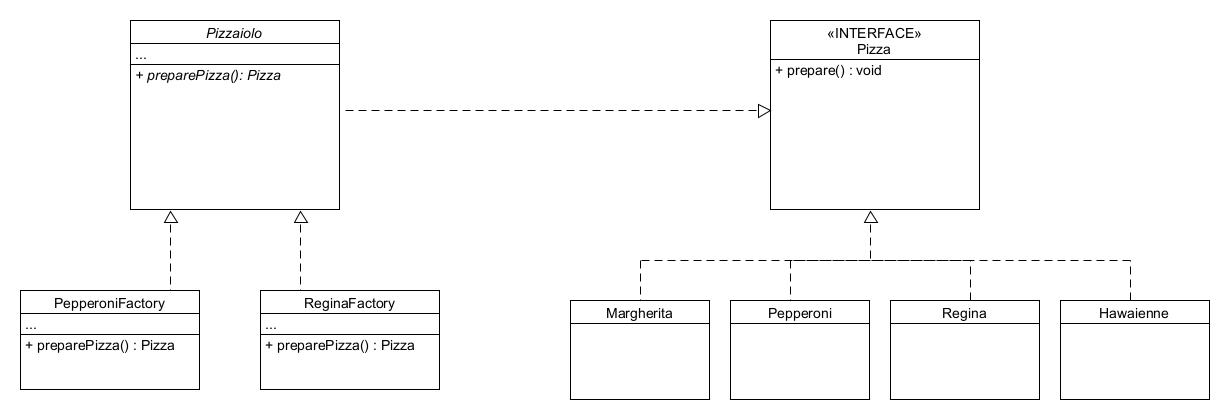 Pizzaiolo
...
+ preparePizza(): Pizza
«INTERFACE»
Pizza
+ prepare() : void
PepperoniFactory
...
+ preparePizza() : Pizza
ReginaFactory
...
+ preparePizza() : Pizza
Margherita
Pepperoni
Regina
Hawaienne